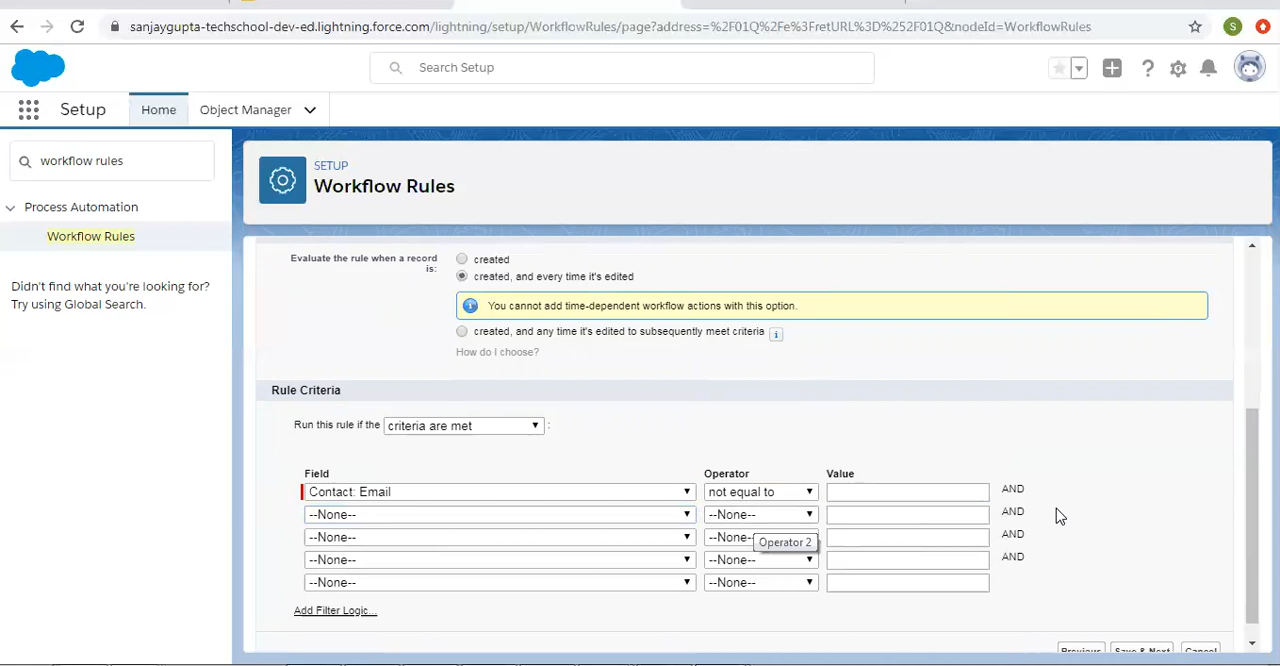 sanjaygupta-techschool-dev-ed.lightning.force.com/lightning/setup/WorkflowRules/page?address=%2F01Q%2Fe%3FretURL%3D%252F01Q&nodeId=WorkflowRules
S
Search Setup
Setup
Home
Object Manager
workflow rules
Process Automation
Workflow Rules
Didn't find what you're looking for?
Try using Global Search.
SETUP
Workflow Rules
Evaluate the rule when a record is:
created
created, and every time it's edited
You cannot add time-dependent workflow actions with this option.
created, and any time it's edited to subsequently meet criteria
How do I choose?
Rule Criteria
Run this rule if the criteria are met :
Field Operator Value
Contact: Email not equal to AND
--None-- --None-- AND
--None-- --None-- AND
Operator 2
--None-- --None-- AND
--None-- --None--
Add Filter Logic...
Previous Save & Next Cancel